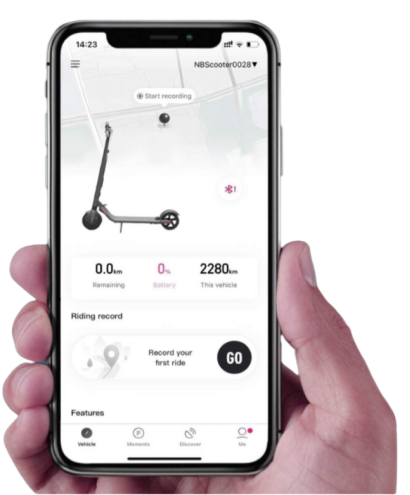 14:23
NBScooter0028▼
Start recording
0.0km
0%
2280km
Remaining
Battery
This vehicle
Riding record
Record your
first ride
GO
Features
Vehicle
Moments
Discover
Me